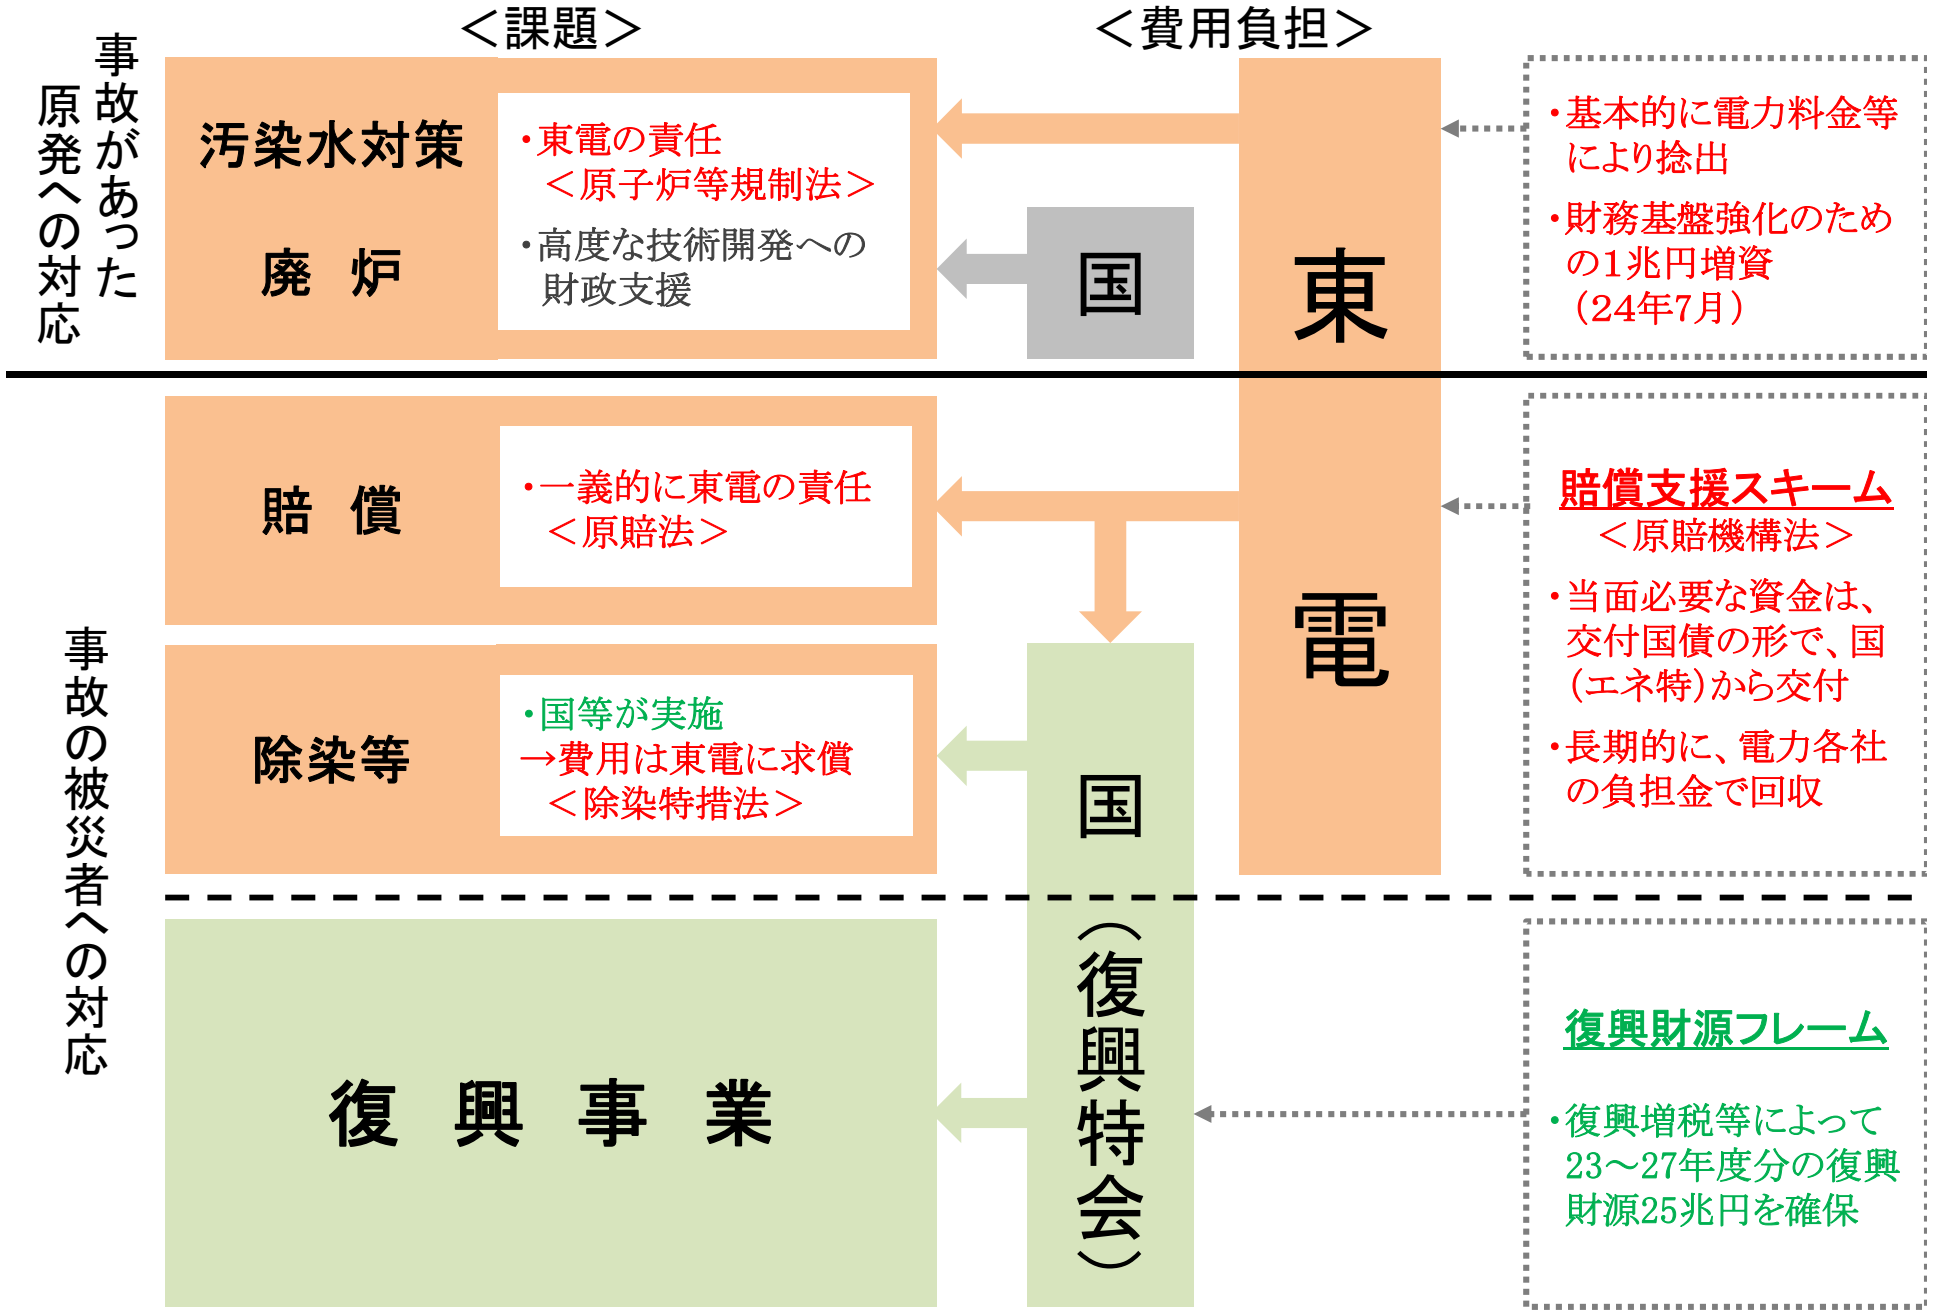 ＜課題＞
＜費用負担＞
事故があった
原発への対応
汚染水対策
廃 炉
・東電の責任
＜原子炉等規制法＞
・高度な技術開発への
財政支援
国
東電
・基本的に電力料金等
により捻出
・財務基盤強化のため
の１兆円増資
（24年7月）
事故の被災者への対応
賠 償
・一義的に東電の責任
＜原賠法＞
除染等
・国等が実施
→費用は東電に求償
＜除染特措法＞
国（復興特会）
賠償支援スキーム
＜原賠機構法＞
・当面必要な資金は、
交付国債の形で、国
（エネ特）から交付
・長期的に、電力各社
の負担金で回収
復 興 事 業
復興財源フレーム
・復興増税等によって
23～27年度分の復興
財源25兆円を確保